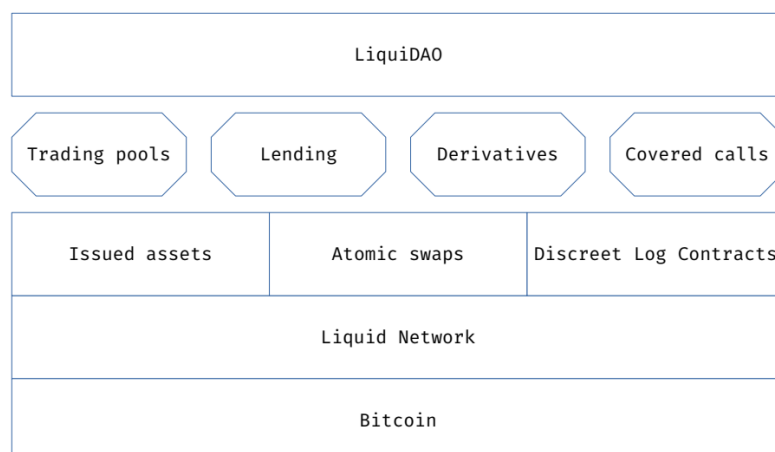 LiquiDAO
Trading pools Lending Derivatives Covered calls
Issued assets Atomic swaps Discreet Log Contracts
Liquid Network
Bitcoin